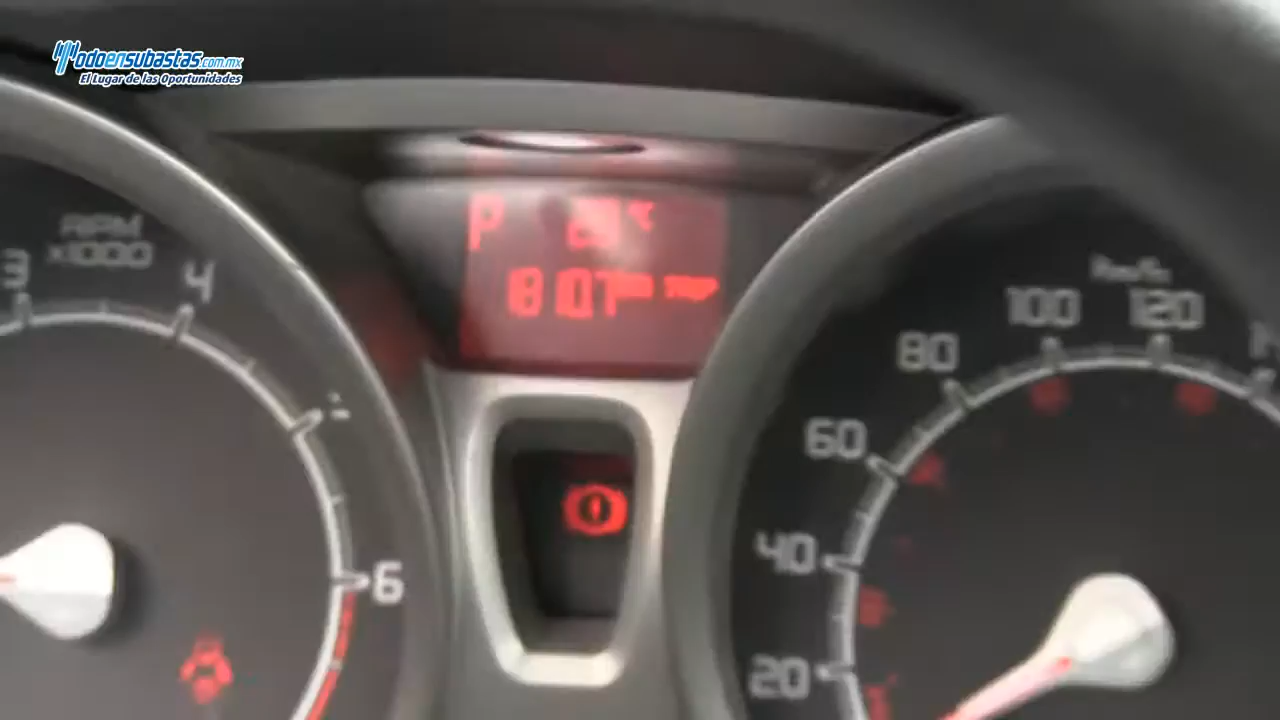 Todoensubastas.com.mx
El Lugar de las Oportunidades
RPM
x1000
3
4
6
P
°C
TRIP
Km/h
20
40
60
80
100
120